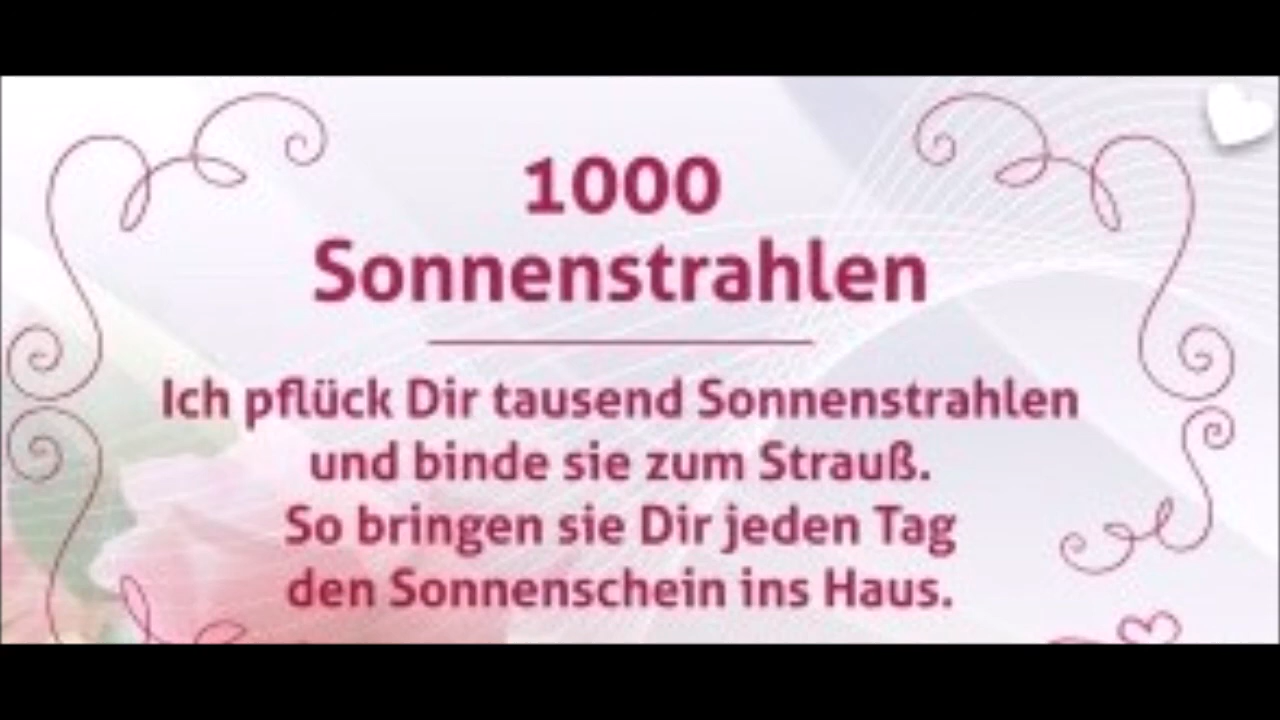 1000
Sonnenstrahlen
Ich pflück Dir tausend Sonnenstrahlen
und binde sie zum Strauß.
So bringen sie Dir jeden Tag
den Sonnenschein ins Haus.